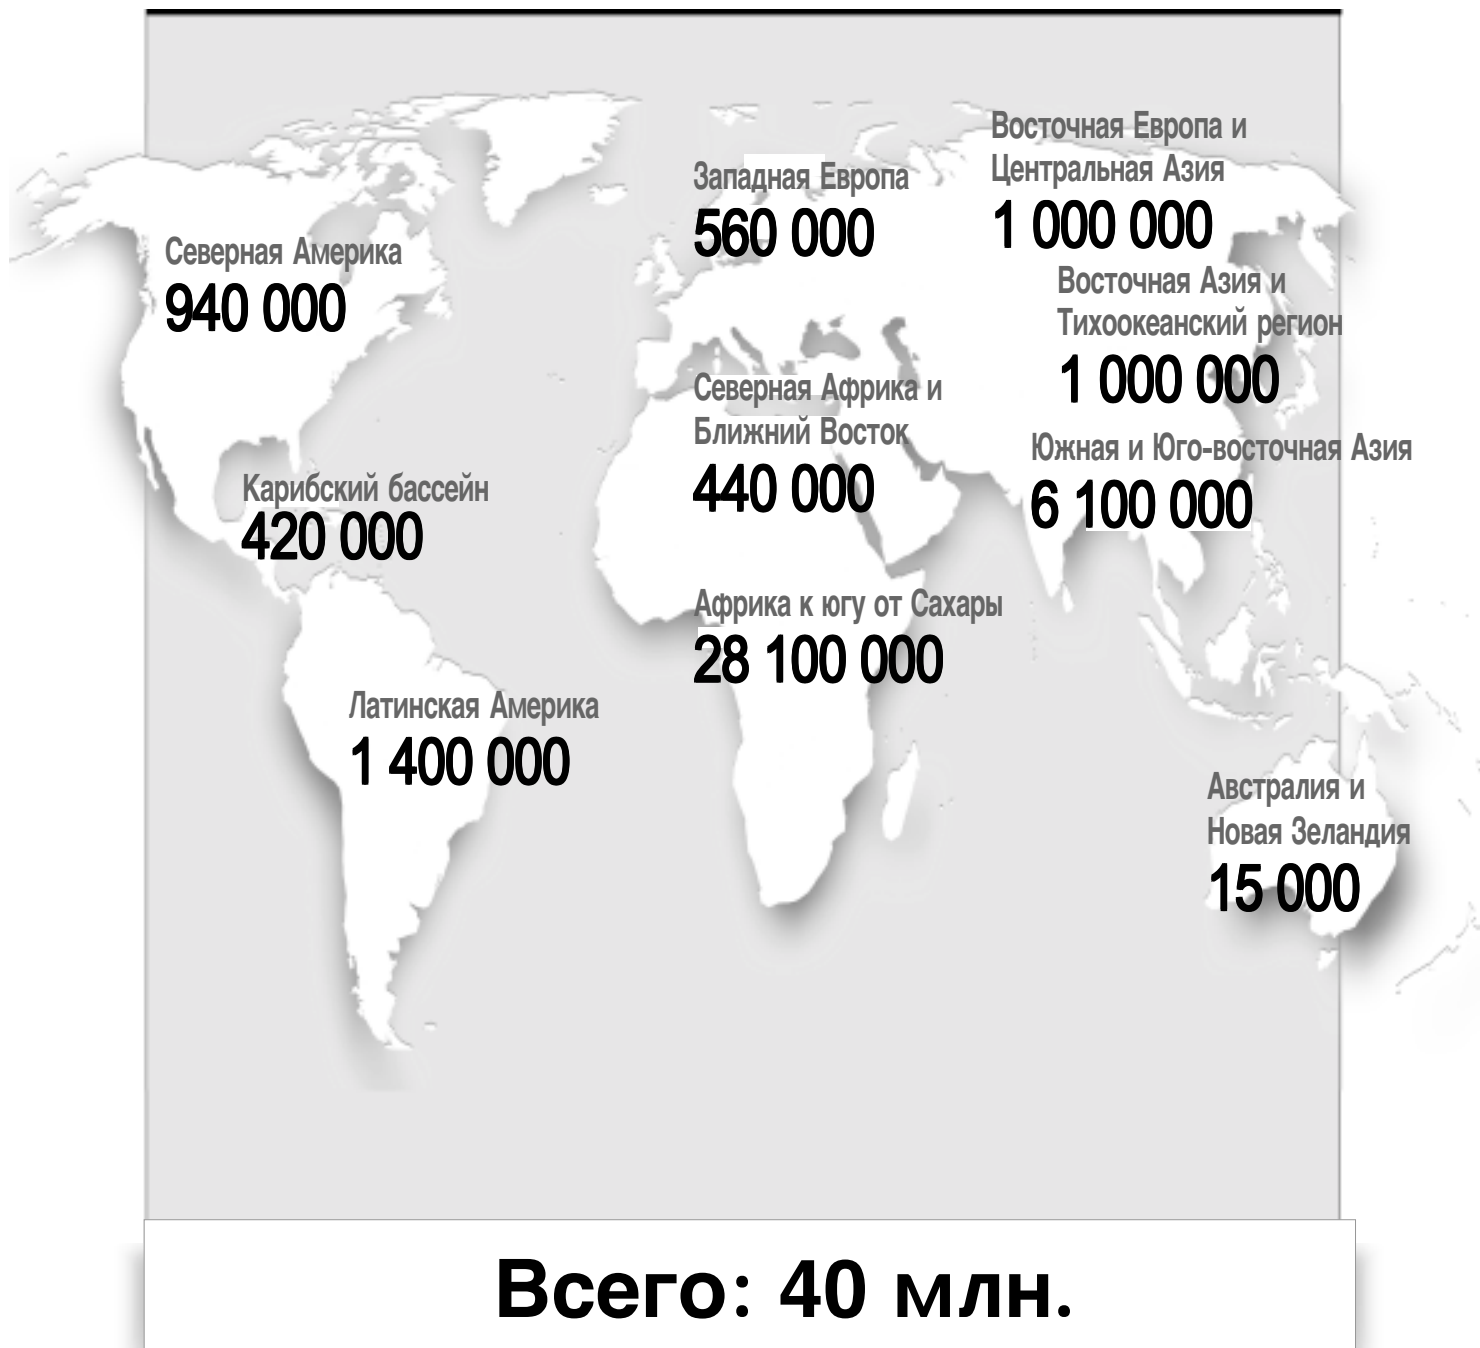 Восточная Европа и
Центральная Азия
1 000 000
Западная Европа
560 000
Северная Америка
940 000
Восточная Азия и
Тихоокеанский регион
1 000 000
Северная Африка и
Ближний Восток
440 000
Южная и Юго-восточная Азия
6 100 000
Карибский бассейн
420 000
Африка к югу от Сахары
28 100 000
Латинская Америка
1 400 000
Австралия и
Новая Зеландия
15 000
Всего: 40 млн.